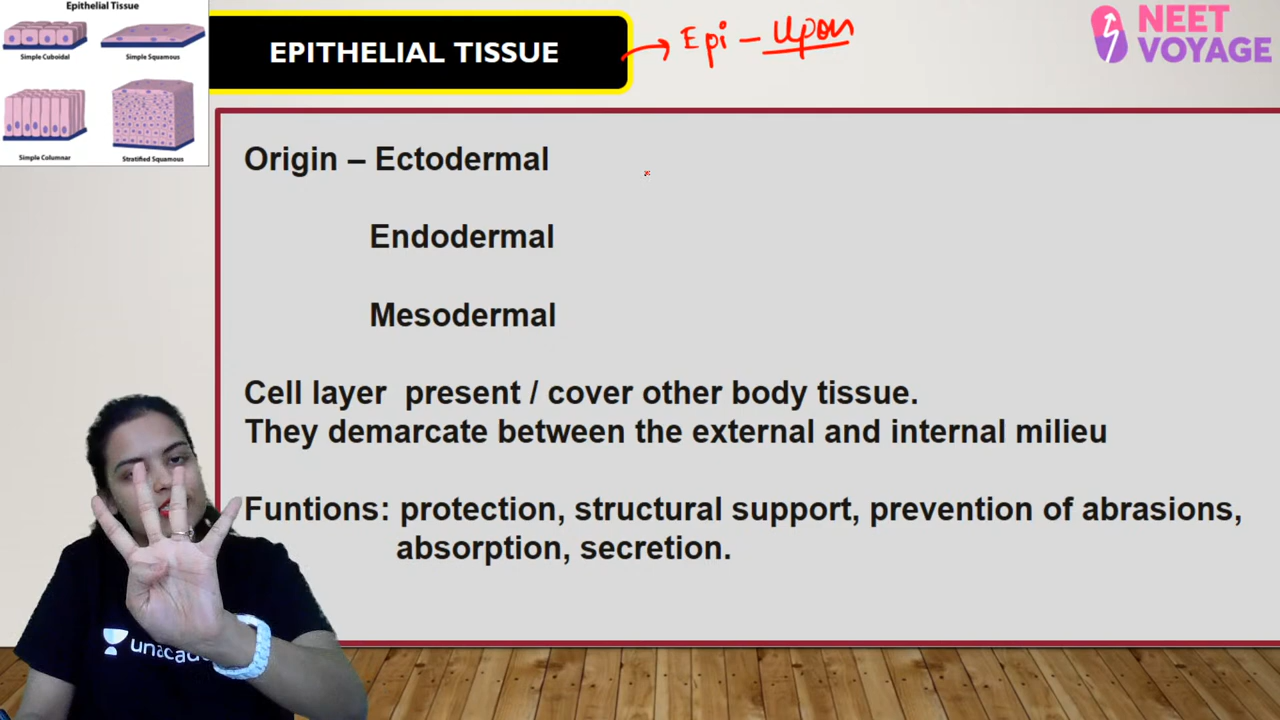 Epithelial Tissue
Simple Cuboidal
Simple Squamous
Simple Columnar
Stratified Squamous
EPITHELIAL TISSUE
Epi – Upon
NEET
VOYAGE
Origin – Ectodermal
Endodermal
Mesodermal
Cell layer present / cover other body tissue.
They demarcate between the external and internal milieu
Funtions: protection, structural support, prevention of abrasions,
absorption, secretion.